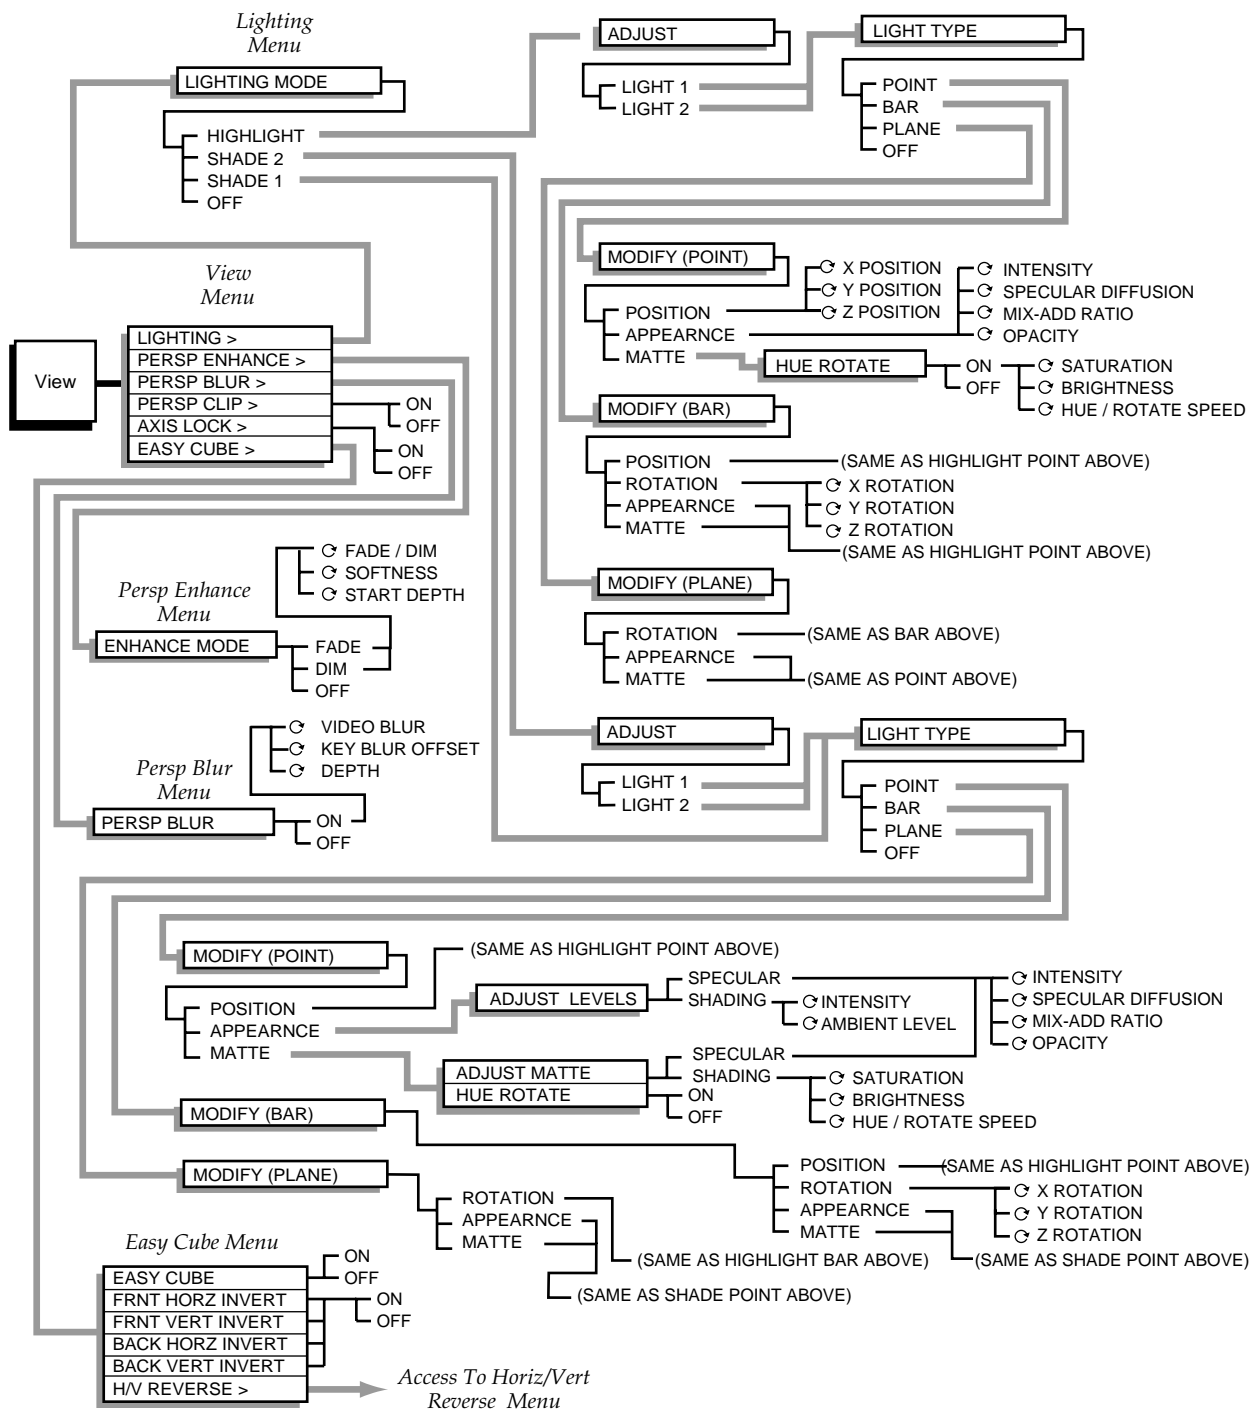 Lighting
Menu
LIGHTING MODE
HIGHLIGHT
SHADE 2
SHADE 1
OFF
ADJUST
LIGHT 1
LIGHT 2
LIGHT TYPE
POINT
BAR
PLANE
OFF
View
View
Menu
LIGHTING >
PERSP ENHANCE >
PERSP BLUR >
PERSP CLIP >
AXIS LOCK >
EASY CUBE >
ON
OFF
ON
OFF
MODIFY (POINT)
POSITION
APPEARNCE
MATTE
X POSITION
Y POSITION
Z POSITION
INTENSITY
SPECULAR DIFFUSION
MIX-ADD RATIO
OPACITY
HUE ROTATE
ON
OFF
SATURATION
BRIGHTNESS
HUE / ROTATE SPEED
MODIFY (BAR)
POSITION
ROTATION
APPEARNCE
MATTE
(SAME AS HIGHLIGHT POINT ABOVE)
X ROTATION
Y ROTATION
Z ROTATION
(SAME AS HIGHLIGHT POINT ABOVE)
MODIFY (PLANE)
ROTATION
APPEARNCE
MATTE
(SAME AS BAR ABOVE)
(SAME AS POINT ABOVE)
Persp Enhance
Menu
ENHANCE MODE
FADE / DIM
SOFTNESS
START DEPTH
FADE
DIM
OFF
Persp Blur
Menu
PERSP BLUR
VIDEO BLUR
KEY BLUR OFFSET
DEPTH
ON
OFF
ADJUST
LIGHT 1
LIGHT 2
LIGHT TYPE
POINT
BAR
PLANE
OFF
MODIFY (POINT)
POSITION
APPEARNCE
MATTE
(SAME AS HIGHLIGHT POINT ABOVE)
ADJUST LEVELS
SPECULAR
SHADING
INTENSITY
AMBIENT LEVEL
INTENSITY
SPECULAR DIFFUSION
MIX-ADD RATIO
OPACITY
ADJUST MATTE
HUE ROTATE
SPECULAR
SHADING
ON
OFF
SATURATION
BRIGHTNESS
HUE / ROTATE SPEED
MODIFY (BAR)
POSITION
ROTATION
APPEARNCE
MATTE
(SAME AS HIGHLIGHT POINT ABOVE)
X ROTATION
Y ROTATION
Z ROTATION
(SAME AS SHADE POINT ABOVE)
MODIFY (PLANE)
ROTATION
APPEARNCE
MATTE
(SAME AS HIGHLIGHT BAR ABOVE)
(SAME AS SHADE POINT ABOVE)
Easy Cube Menu
EASY CUBE
FRNT HORZ INVERT
FRNT VERT INVERT
BACK HORZ INVERT
BACK VERT INVERT
H/V REVERSE >
ON
OFF
ON
OFF
Access To Horiz/Vert
Reverse Menu